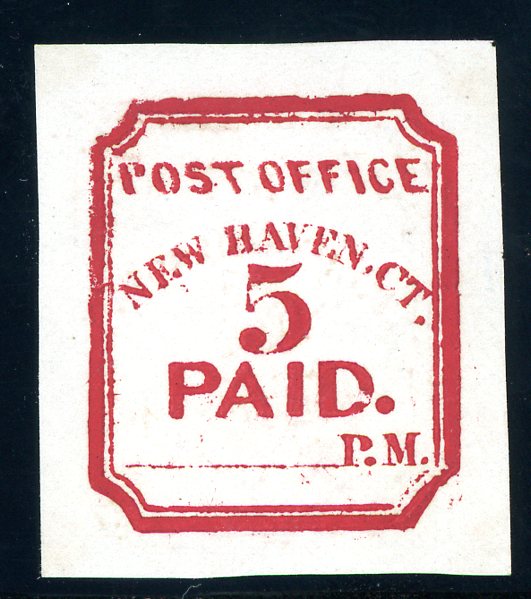 POST OFFICE
NEW HAVEN, CT.
5
PAID.
P.M.